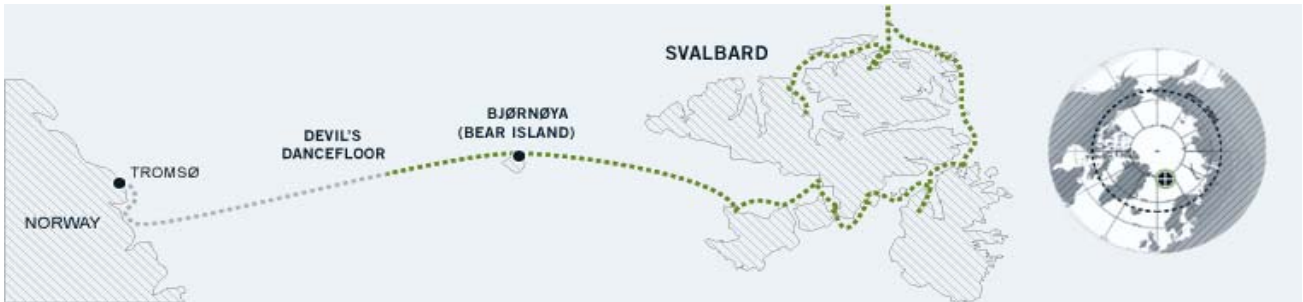 SVALBARD
BJØRNØYA
(BEAR ISLAND)
DEVIL'S
DANCEFLOOR
TROMSØ
NORWAY